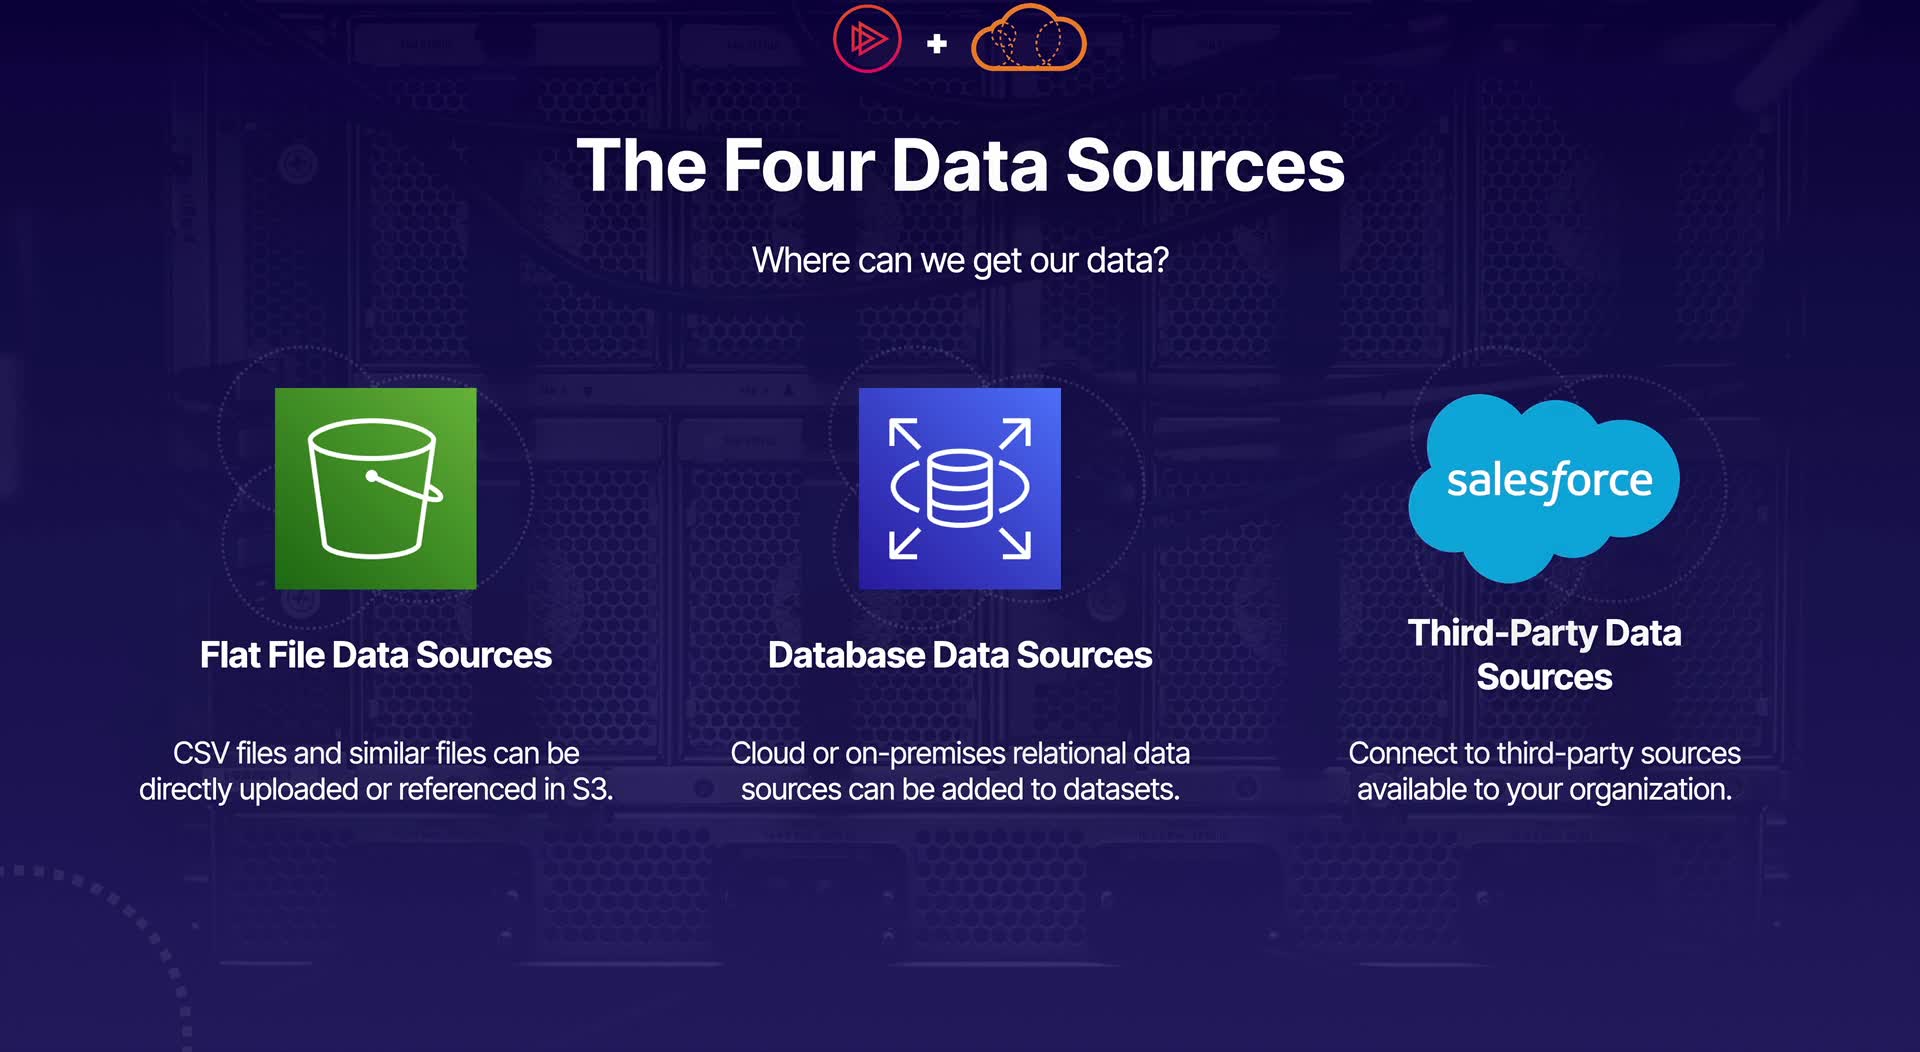 The Four Data Sources
Where can we get our data?
Flat File Data Sources
CSV files and similar files can be
directly uploaded or referenced in S3.
Database Data Sources
Cloud or on-premises relational data
sources can be added to datasets.
salesforce
Third-Party Data
Sources
Connect to third-party sources
available to your organization.